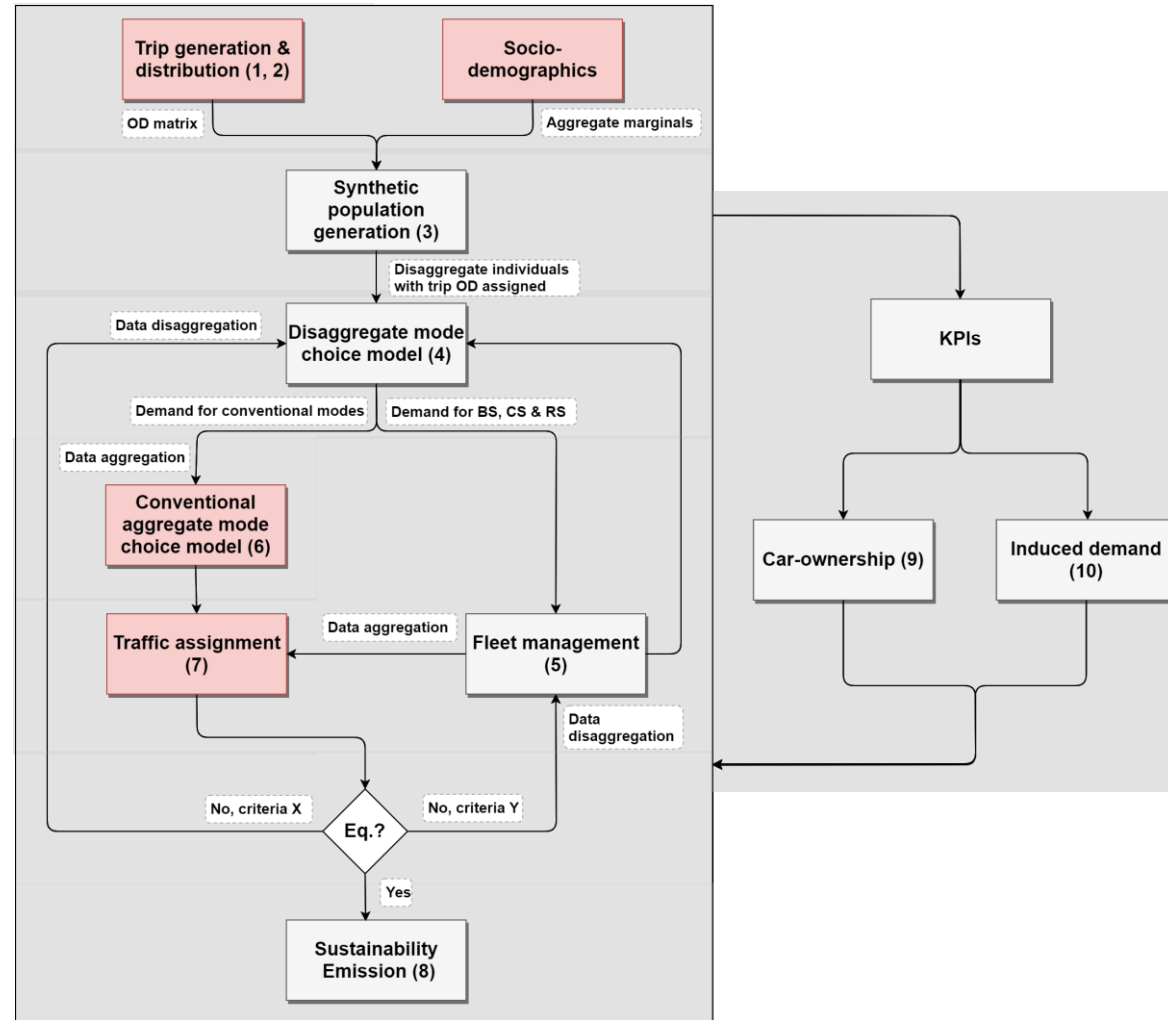 Trip generation &
distribution (1, 2)
Socio-
demographics
OD matrix
Aggregate marginals
Synthetic
population
generation (3)
Disaggregate individuals
with trip OD assigned
Data disaggregation
Disaggregate mode
choice model (4)
KPIs
Demand for conventional modes
Demand for BS, CS & RS
Data aggregation
Conventional
aggregate mode
choice model (6)
Car-ownership (9)
Induced demand
(10)
Traffic assignment
(7)
Data aggregation
Fleet management
(5)
Data
disaggregation
No, criteria X
Eq.?
No, criteria Y
Yes
Sustainability
Emission (8)